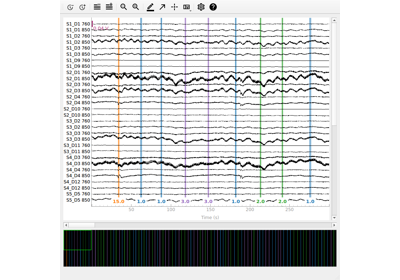 S1_D1 760
S1_D1 850
S1_D2 760
S1_D2 850
S1_D3 760
S1_D3 850
S1_D9 760
S1_D9 850
S2_D1 760
S2_D1 850
S2_D3 760
S2_D3 850
S2_D4 760
S2_D4 850
S2_D10 760
S2_D10 850
S3_D2 760
S3_D2 850
S3_D3 760
S3_D3 850
S3_D11 760
S3_D11 850
S4_D3 760
S4_D3 850
S4_D4 760
S4_D4 850
S4_D12 760
S4_D12 850
S5_D5 760
S5_D5 850
15.0 1.0 1.0 3.0 3.0 1.0 2.0 2.0 1.0
50 100 150 200 250
Time (s)